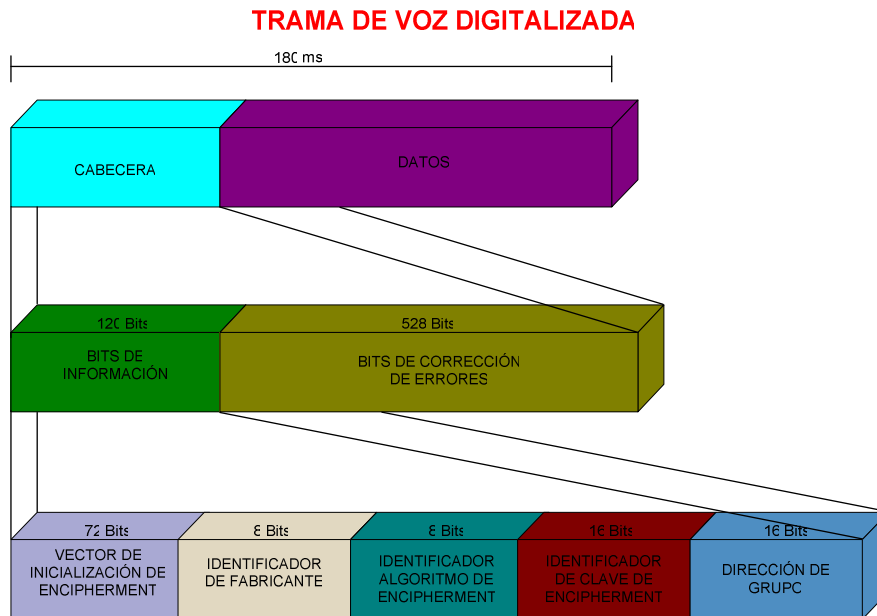 TRAMA DE VOZ DIGITALIZADA
180 ms
CABECERA
DATOS
120 Bits
528 Bits
BITS DE
INFORMACIÓN
BITS DE CORRECCIÓN
DE ERRORES
72 Bits
8 Bits
8 Bits
16 Bits
16 Bits
VECTOR DE
INICIALIZACIÓN DE
ENCIPHERMENT
IDENTIFICADOR
DE FABRICANTE
IDENTIFICADOR
ALGORITMO DE
ENCIPHERMENT
IDENTIFICADOR
DE CLAVE DE
ENCIPHERMENT
DIRECCIÓN DE
GRUPO